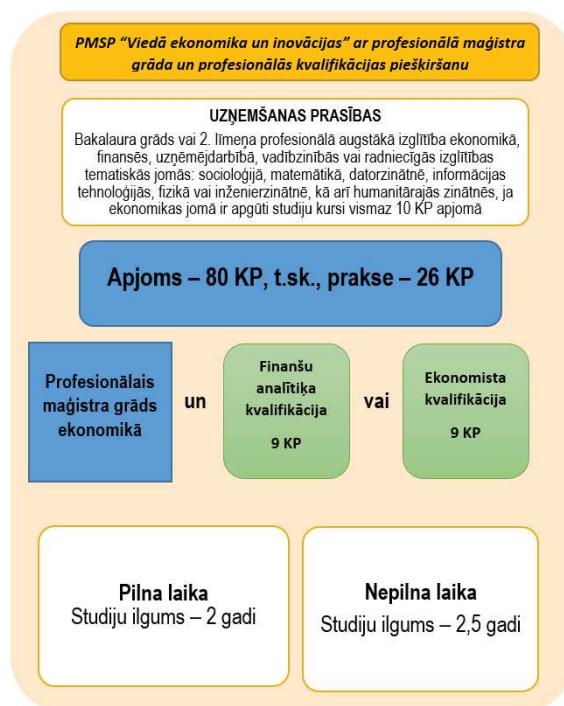 PMSP “Viedā ekonomika un inovācijas” ar profesionālā maģistra
grāda un profesionālās kvalifikācijas piešķiršanu
UZŅEMŠANAS PRASĪBAS
Bakalaura grāds vai 2. līmeņa profesionālā augstākā izglītība ekonomikā,
finansēs, uzņēmējdarbībā, vadībzinībās vai radniecīgās izglītības
tematiskās jomās: socioloģijā, matemātikā, datorzinātnē, informācijas
tehnoloģijās, fizikā vai inženierzinātnē, kā arī humanitārajās zinātnēs, ja
ekonomikas jomā ir apgūti studiju kursi vismaz 10 KP apjomā
Apjoms – 80 KP, t.sk., prakse – 26 KP
Profesionālais
maģistra grāds
ekonomikā
un
Finanšu
analītiķa
kvalifikācija
9 KP
vai
Ekonomista
kvalifikācija
9 KP
Pilna laika
Studiju ilgums – 2 gadi
Nepilna laika
Studiju ilgums – 2,5 gadi